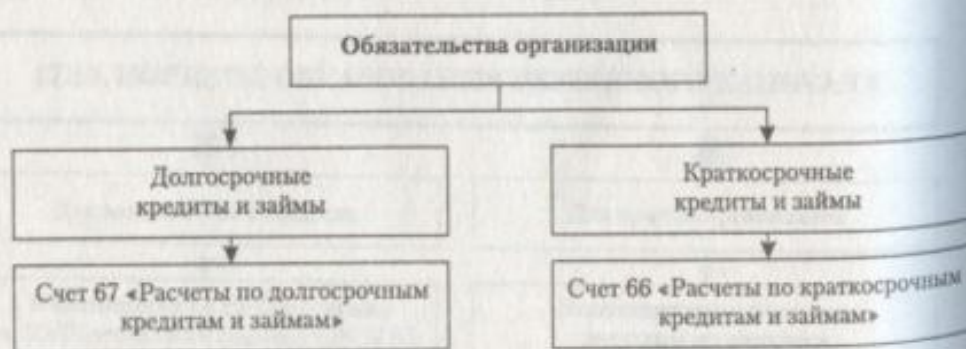 Обязательства организации
Долгосрочные
кредиты и займы
Краткосрочные
кредиты и займы
Счет 67 «Расчеты по долгосрочным
кредитам и займам»
Счет 66 «Расчеты по краткосрочным
кредитам и займам»